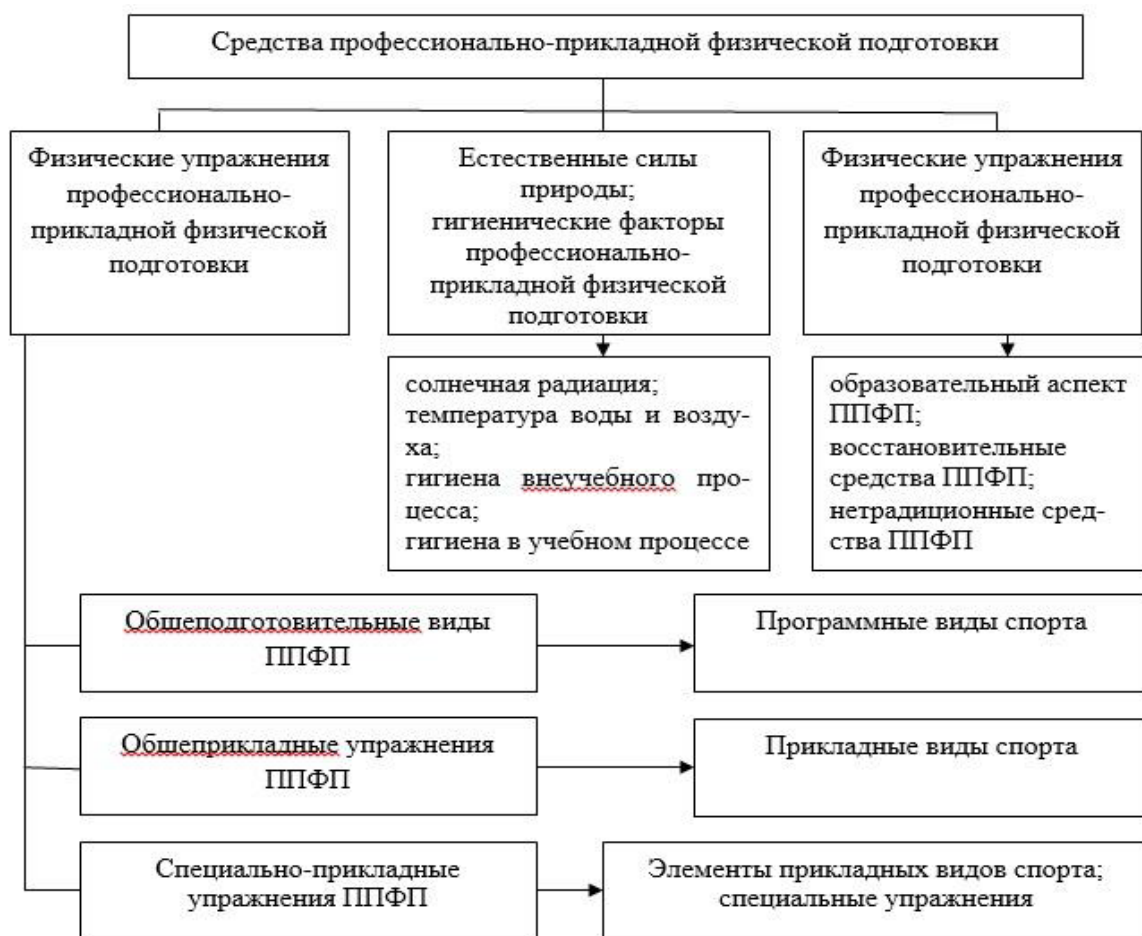 Средства профессионально-прикладной физической подготовки
Физические упражнения
профессионально-
прикладной физической
подготовки
Естественные силы
природы;
гигиенические факторы
профессионально-
прикладной физической
подготовки
Физические упражнения
профессионально-
прикладной физической
подготовки
солнечная радиация;
температура воды и возду-
ха;
гигиена внеучебного про-
цесса;
гигиена в учебном процессе
образовательный аспект
ППФП;
восстановительные
средства ППФП;
нетрадиционные сред-
ства ППФП
Обшеподготовительные виды
ППФП
Программные виды спорта
Обшеприкладные упражнения
ППФП
Прикладные виды спорта
Специально-прикладные
упражнения ППФП
Элементы прикладных видов спорта;
специальные упражнения